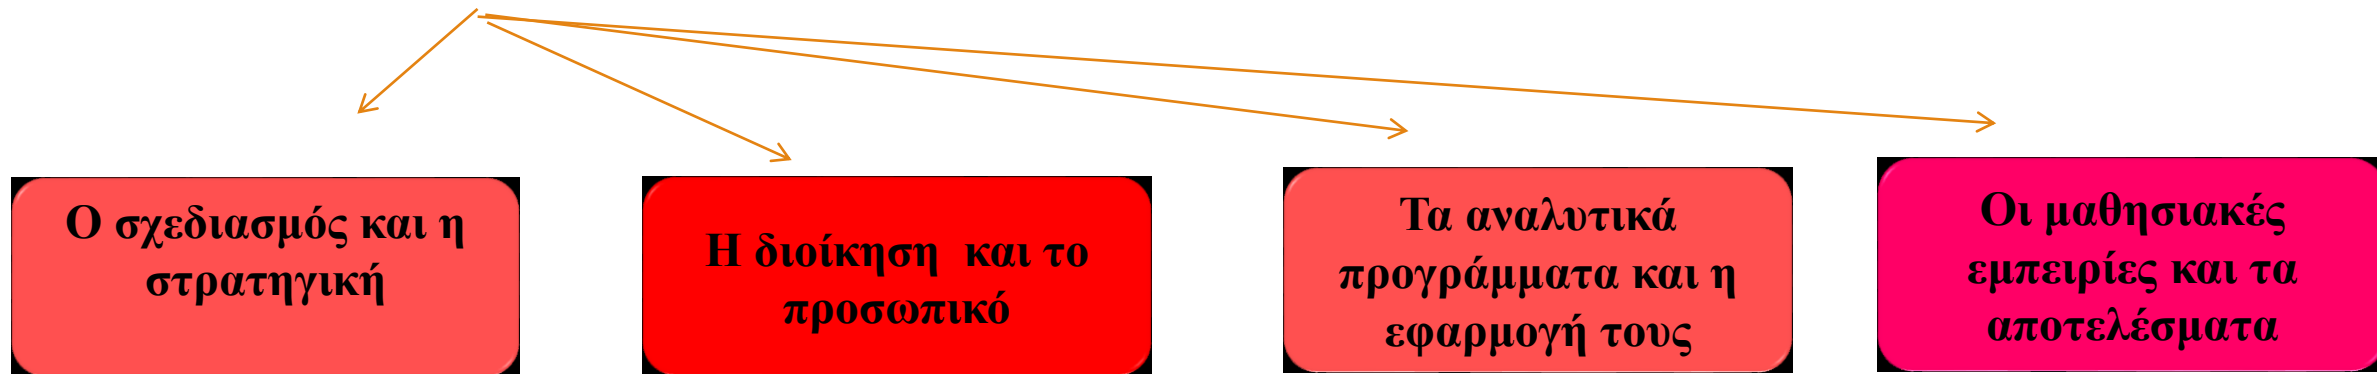 Ο σχεδιασμός και η
στρατηγική
Η διοίκηση και το
προσωπικό
Τα αναλυτικά
προγράμματα και η
εφαρμογή τους
Οι μαθησιακές
εμπειρίες και τα
αποτελέσματα